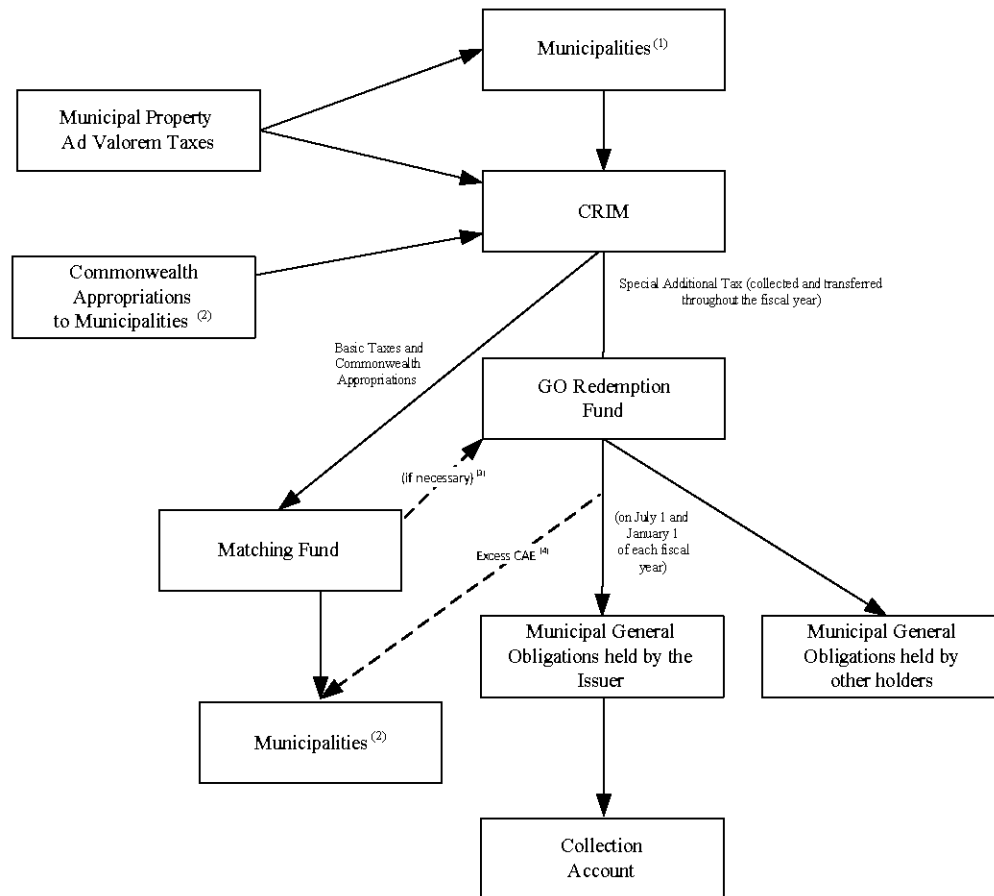 Municipalities (1)
Municipal Property
Ad Valorem Taxes
CRIM
Commonwealth
Appropriations
to Municipalities (2)
Special Additional Tax (collected and transferred
throughout the fiscal year)
Basic Taxes and
Commonwealth
Appropriations
GO Redemption
Fund
(if necessary) (3)
Matching Fund
Excess CAE (4)
(on July 1 and
January 1
of each fiscal
year)
Municipal General
Obligations held by the
Issuer
Municipal General
Obligations held by
other holders
Municipalities (2)
Collection
Account